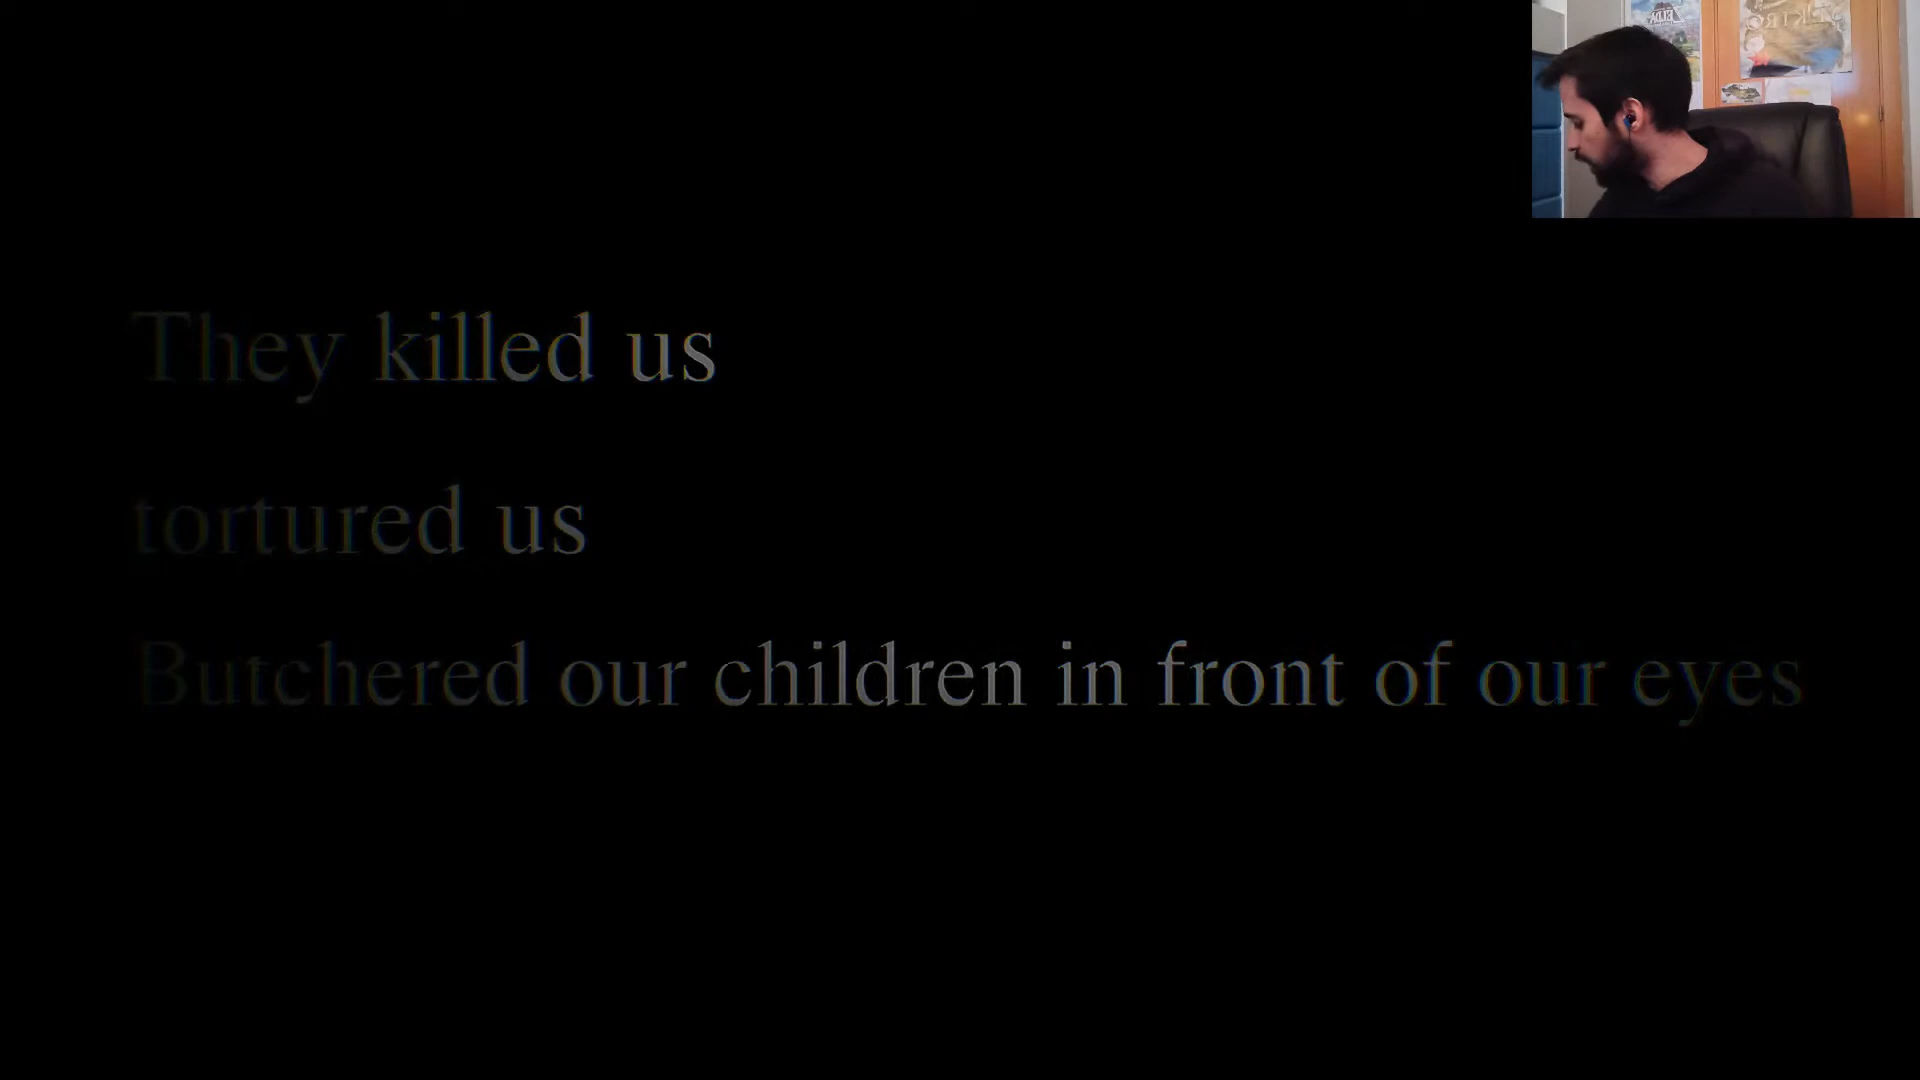 They killed us
tortured us
Butchered our children in front of our eyes